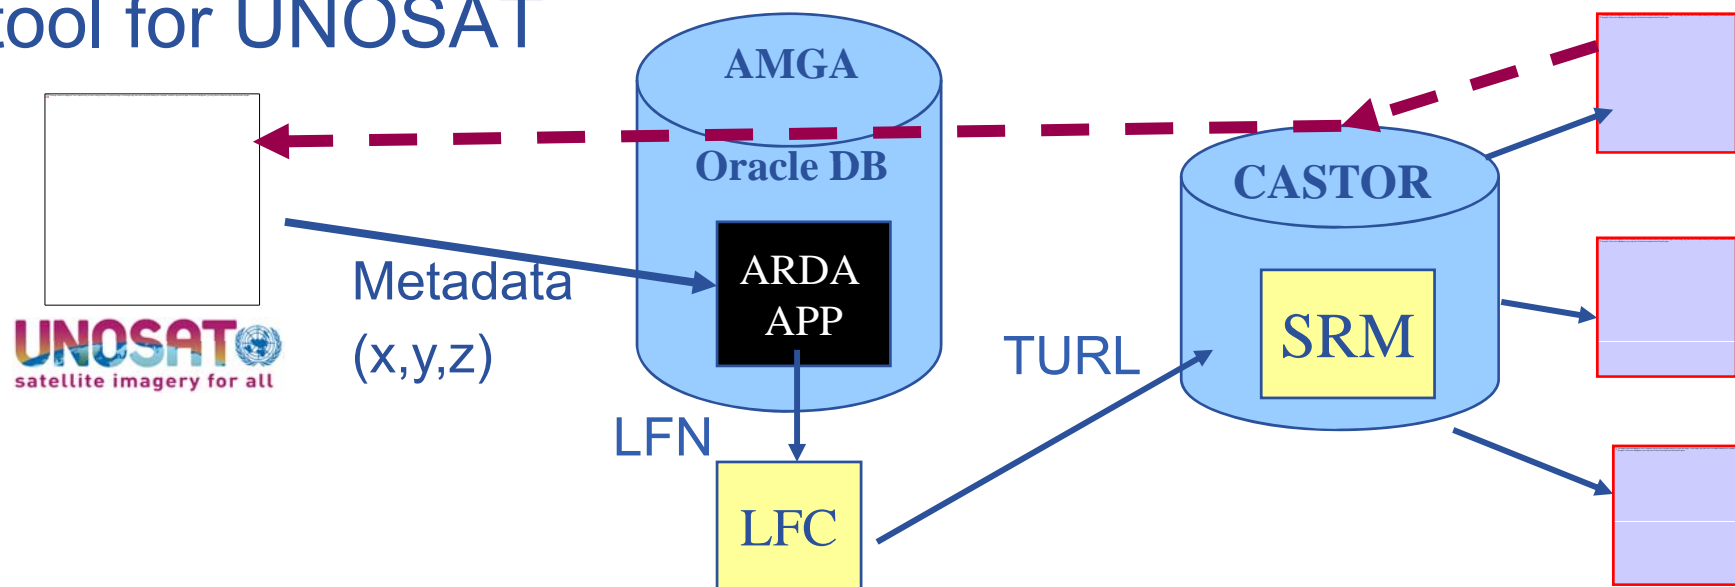 tool for UNOSAT
AMGA
Oracle DB
CASTOR
ARDA
APP
Metadata
(x,y,z)
UNOSAT
satellite imagery for all
TURL
SRM
LFN
LFC